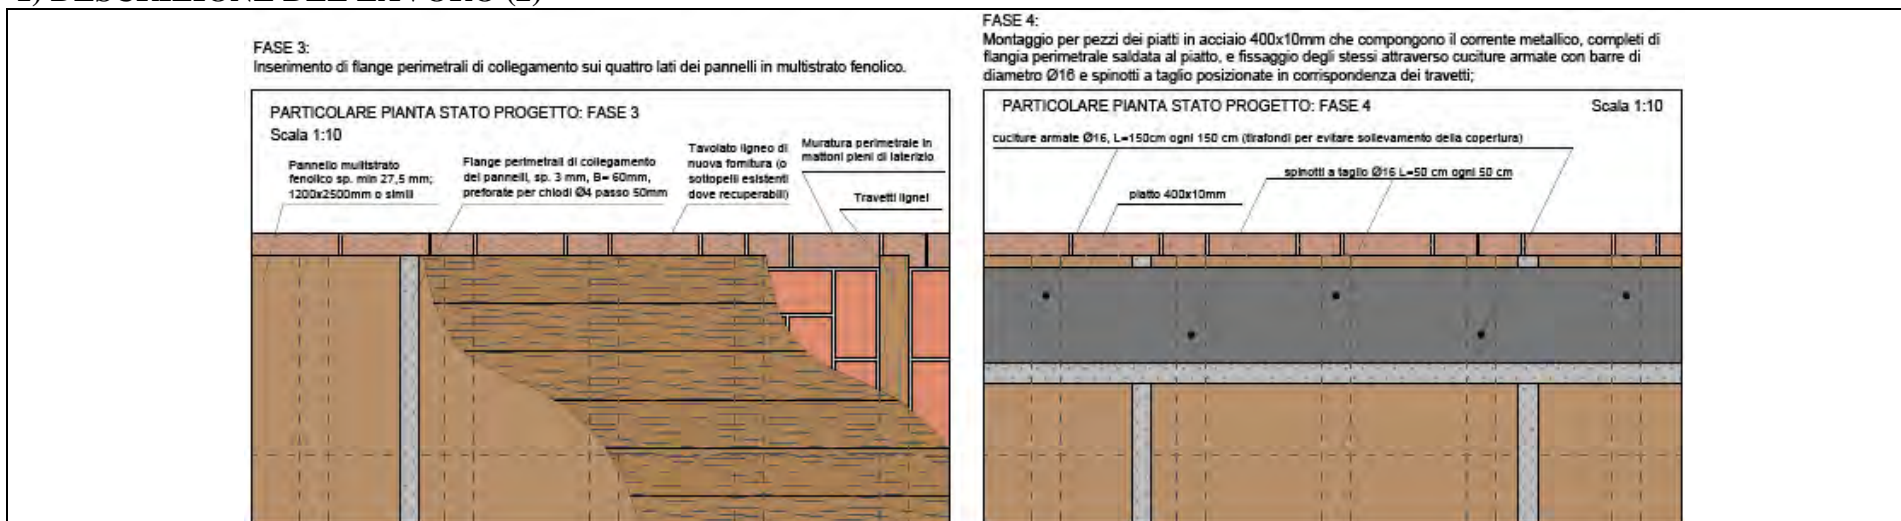 1) DESCRIZIONE DEL LAVORO (2)
FASE 3:
Inserimento di flange perimetrali di collegamento sui quattro lati dei pannelli in multistrato fenolico.
PARTICOLARE PIANTA STATO PROGETTO: FASE 3
Scala 1:10
Pannello multistrato
fenolico sp. min 27,5 mm;
1200x2500mm o simili
Flange perimetrali di collegamento
dei pannelli, sp. 3 mm, B= 60mm,
preforate per chiodi Ø4 passo 50mm
Tavolato ligneo di
nuova fornitura (o
sottopelli esistenti
dove recuperabili)
Muratura perimetrale in
mattoni pieni di laterizio
Travetti lignei
FASE 4:
Montaggio per pezzi dei piatti in acciaio 400x10mm che compongono il corrente metallico, completi di
flangia perimetrale saldata al piatto, e fissaggio degli stessi attraverso cuciture armate con barre di
diametro Ø16 e spinotti a taglio posizionate in corrispondenza dei travetti;
PARTICOLARE PIANTA STATO PROGETTO: FASE 4
Scala 1:10
cuciture armate Ø16, L=150cm ogni 150 cm (tirafondi per evitare sollevamento della copertura)
spinotti a taglio Ø16 L=50 cm ogni 50 cm
piatto 400x10mm